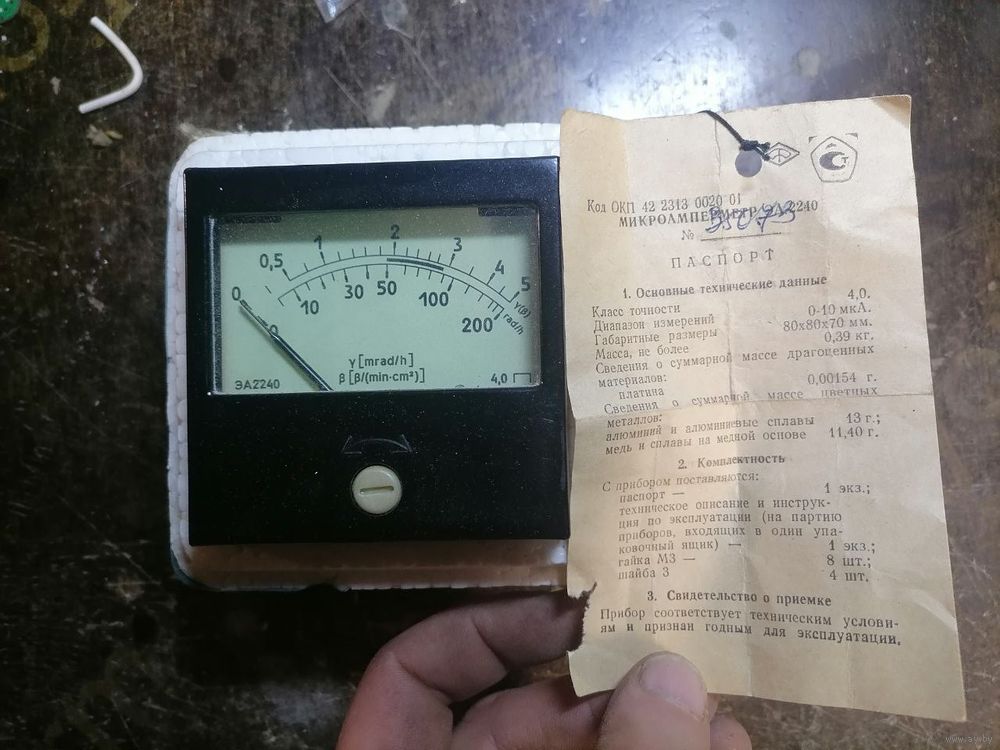 0 0,5 1 2 3 4 5
γ(β)
10 30 50 100 200
rad/h
γ [mrad/h]
β [β/(min·cm²)]
ЭА2240
4,0
Код ОКП 42 2313 0020 01
МИКРОАМПЕРМЕТР ЭА2240
№
ПАСПОРТ
1. Основные технические данные
Класс точности 4,0.
Диапазон измерений 0-10 мкА.
Габаритные размеры 80х80х70 мм.
Масса, не более 0,39 кг.
Сведения о суммарной массе драгоценных
материалов:
платина 0,00154 г.
Сведения о суммарной массе цветных
металлов:
алюминий и алюминиевые сплавы 13 г.;
медь и сплавы на медной основе 11,40 г.
2. Комплектность
С прибором поставляются:
паспорт — 1 экз.;
техническое описание и инструк-
ция по эксплуатации (на партию
приборов, входящих в один упа-
ковочный ящик) — 1 экз.;
гайка М3 — 8 шт.;
шайба 3 4 шт.
3. Свидетельство о приемке
Прибор соответствует техническим услови-
ям и признан годным для эксплуатации.
www.ay.by